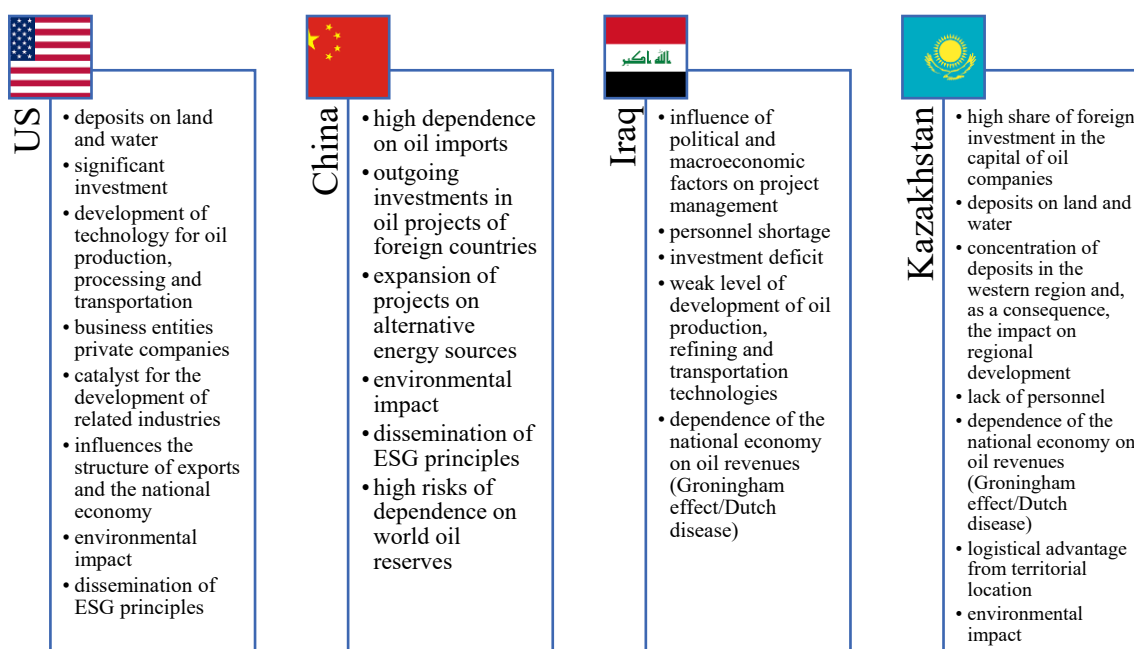 US
• deposits on land
and water
• significant
investment
• development of
technology for oil
production,
processing and
transportation
• business entities
private companies
• catalyst for the
development of
related industries
• influences the
structure of exports
and the national
economy
• environmental
impact
• dissemination of
ESG principles
China
• high dependence
on oil imports
• outgoing
investments in
oil projects of
foreign countries
• expansion of
projects on
alternative
energy sources
• environmental
impact
• dissemination of
ESG principles
• high risks of
dependence on
world oil
reserves
الله اكبر
Iraq
• influence of
political and
macroeconomic
factors on project
management
• personnel shortage
• investment deficit
• weak level of
development of oil
production,
refining and
transportation
technologies
• dependence of the
national economy
on oil revenues
(Groningham
effect/Dutch
disease)
Kazakhstan
• high share of foreign
investment in the
capital of oil
companies
• deposits on land and
water
• concentration of
deposits in the
western region and,
as a consequence,
the impact on
regional
development
• lack of personnel
• dependence of the
national economy on
oil revenues
(Groningham
effect/Dutch
disease)
• logistical advantage
from territorial
location
• environmental
impact